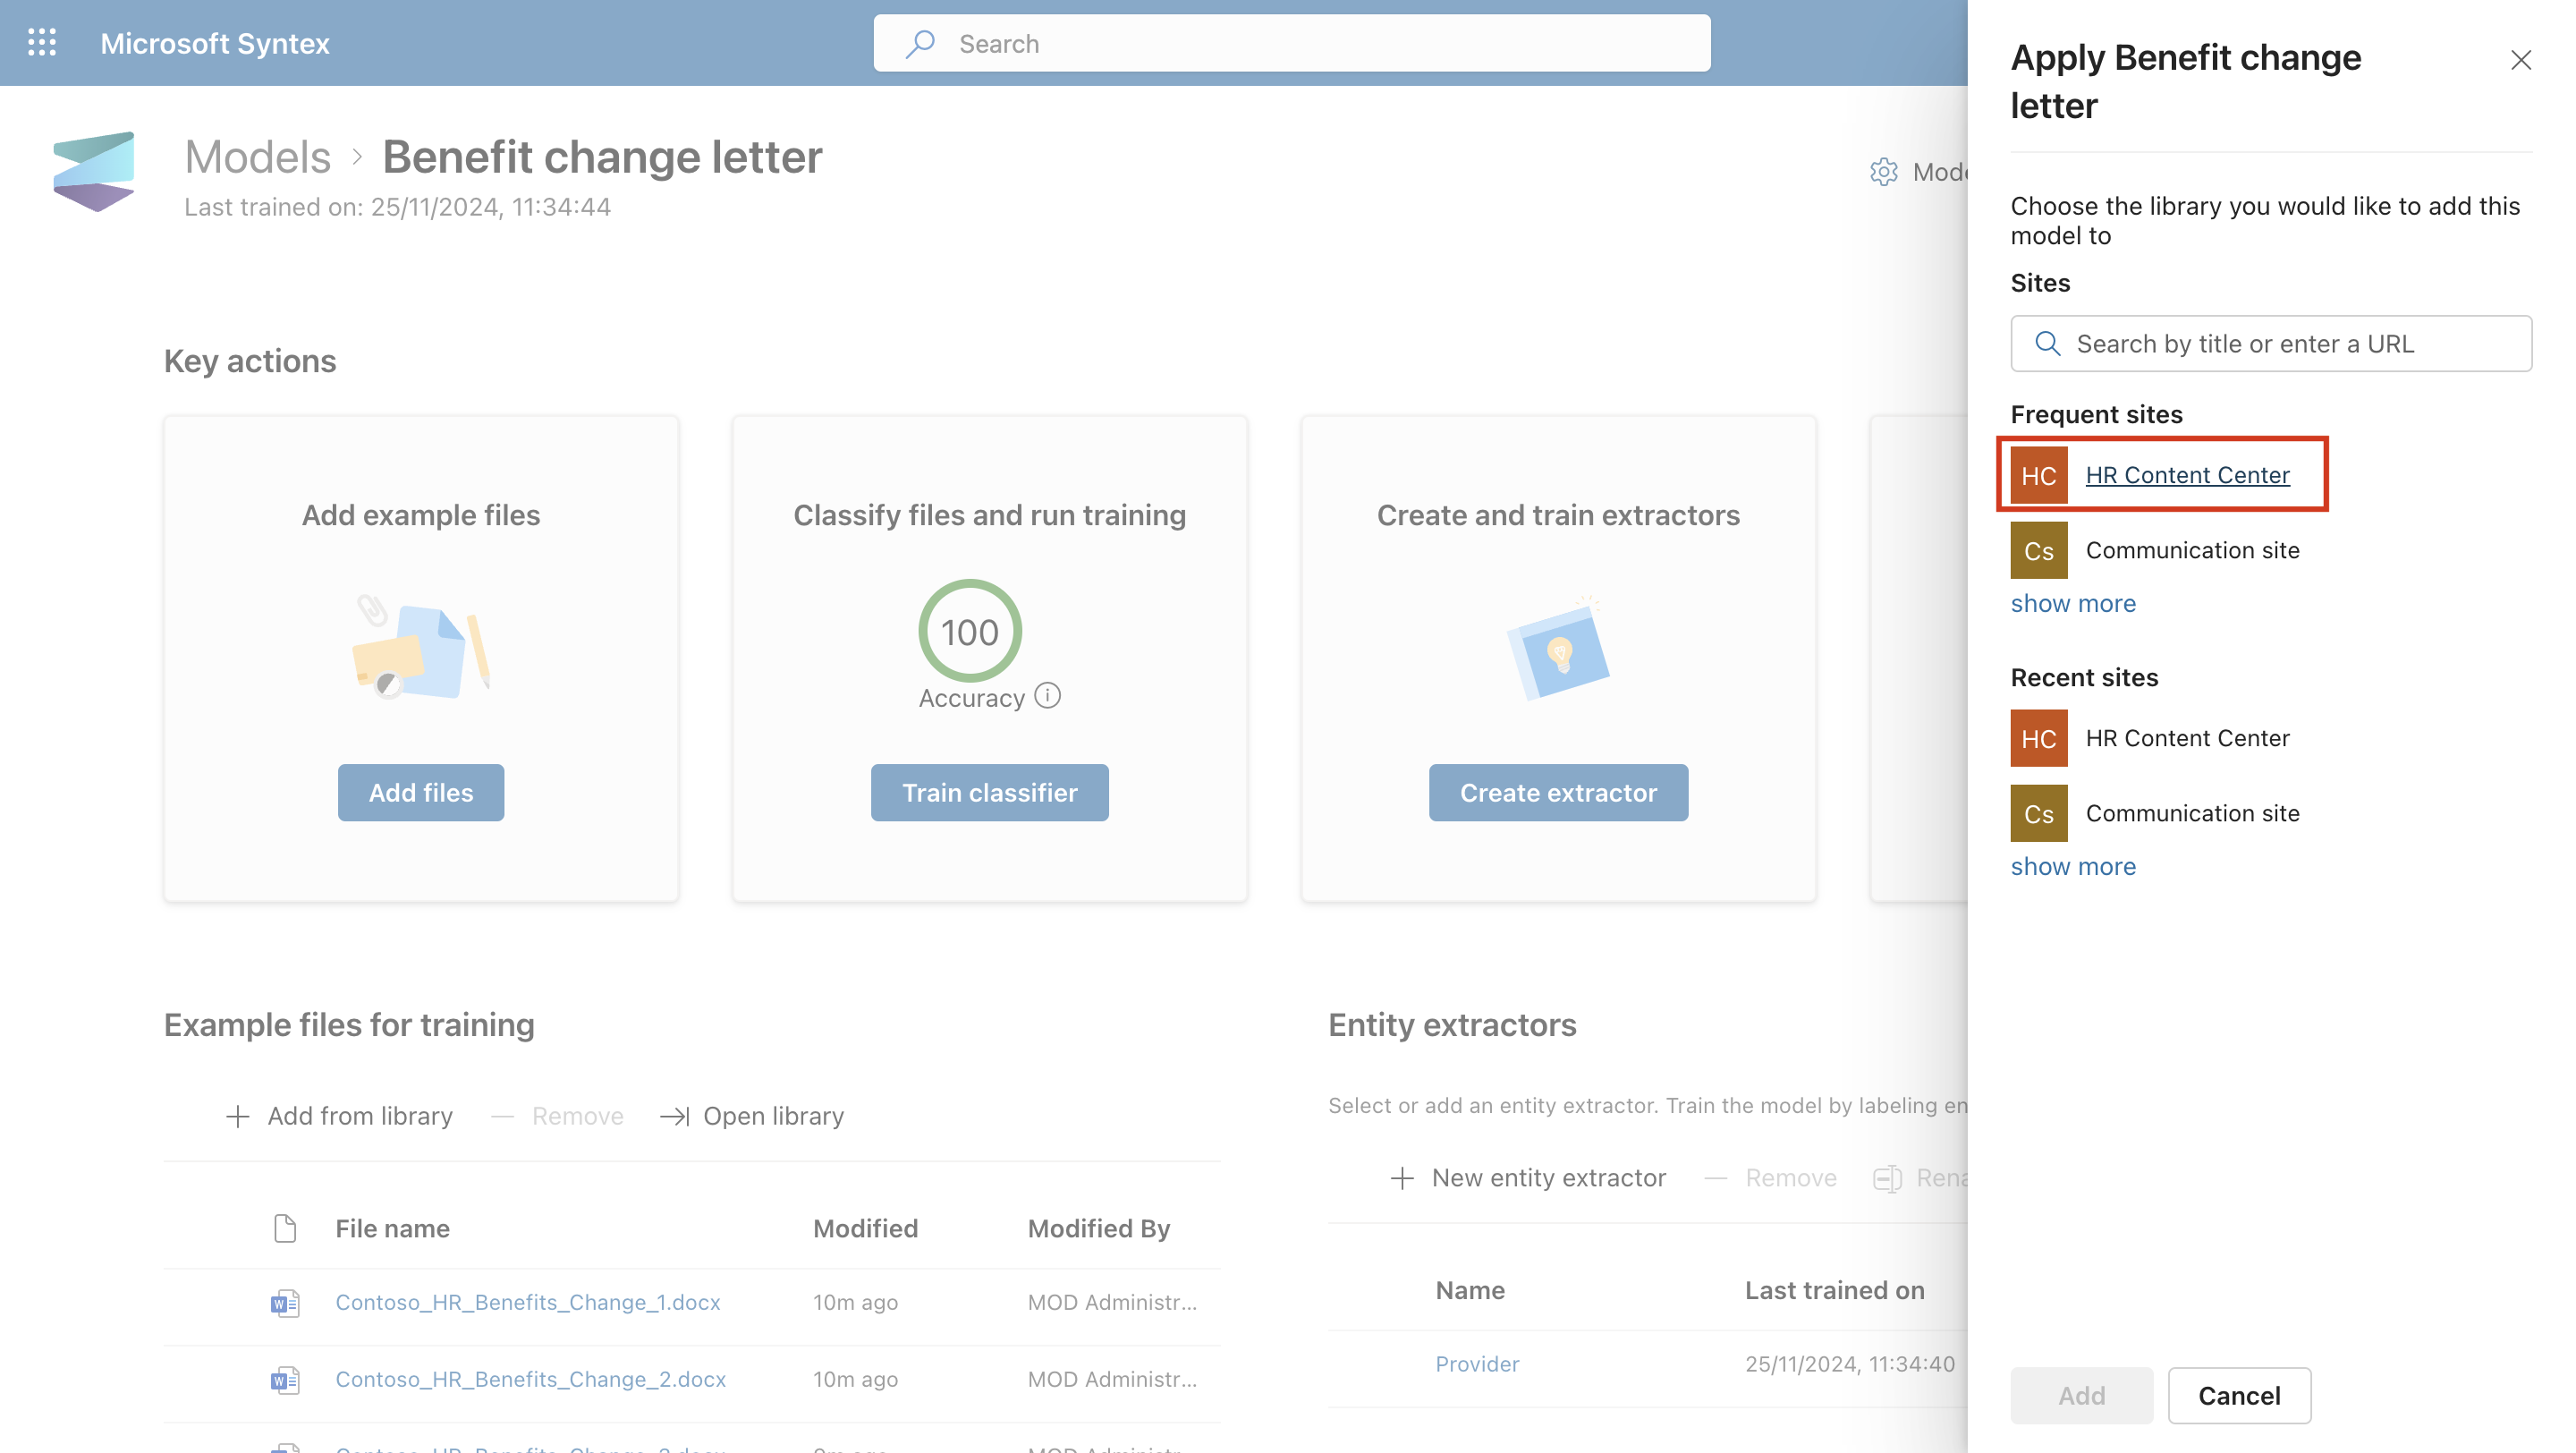 Microsoft Syntex
Search
Models > Benefit change letter
Last trained on: 25/11/2024, 11:34:44
Key actions
Add example files
Add files
Classify files and run training
100
Accuracy
Train classifier
Create and train extractors
Create extractor
Example files for training
Add from library
Remove
Open library
File name Modified Modified By
Contoso_HR_Benefits_Change_1.docx 10m ago MOD Administr...
Contoso_HR_Benefits_Change_2.docx 10m ago MOD Administr...
Entity extractors
Select or add an entity extractor. Train the model by labeling en
New entity extractor
Remove
Rena
Name Last trained on
Provider 25/11/2024, 11:34:40
Apply Benefit change
letter
Choose the library you would like to add this
model to
Sites
Search by title or enter a URL
Frequent sites
HC HR Content Center
Cs Communication site
show more
Recent sites
HC HR Content Center
Cs Communication site
show more
Add
Cancel